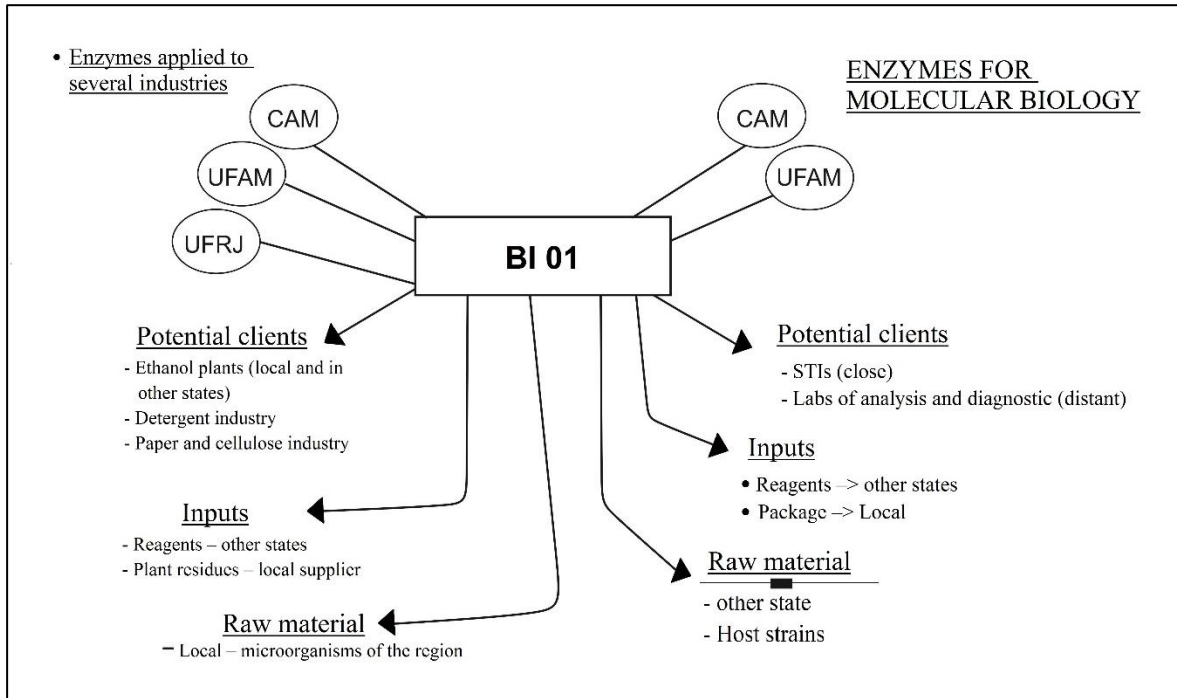 • Enzymes applied to
several industries
ENZYMES FOR
MOLECULAR BIOLOGY
CAM
UFAM
UFRJ
CAM
UFAM
BI 01
Potential clients
- Ethanol plants (local and in
other states)
- Detergent industry
- Paper and cellulose industry
Inputs
- Reagents – other states
- Plant residues – local supplier
Raw material
– Local – microorganisms of the region
Potential clients
- STIs (close)
- Labs of analysis and diagnostic (distant)
Inputs
• Reagents –> other states
• Package –> Local
Raw material
- other state
- Host strains